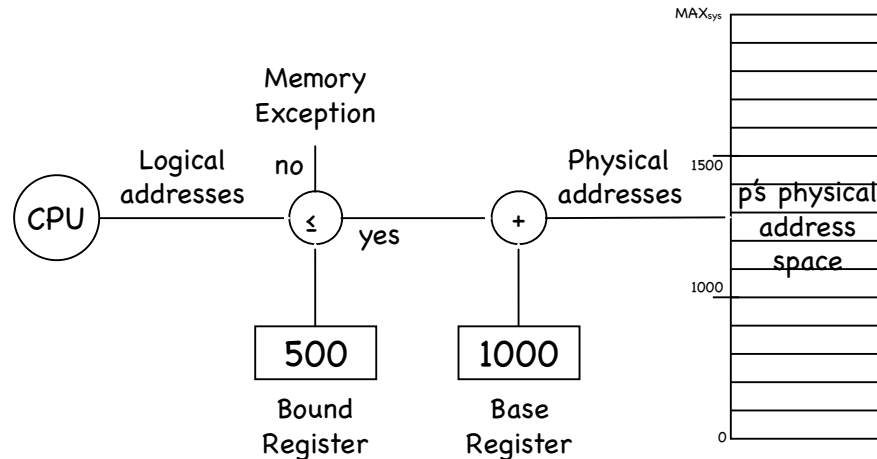 MAXsys
Memory
Exception
Logical
addresses
no
Physical
addresses
1500
CPU
≤
yes
+
p's physical
address
space
1000
500
1000
Bound
Register
Base
Register
0